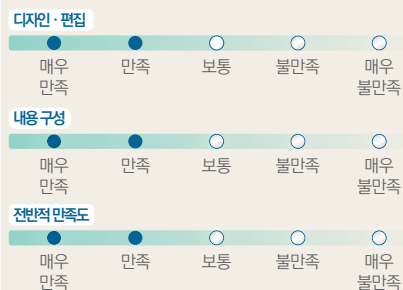 디자인 · 편집
매우 만족 보통 불만족 매우
만족 불만족
내용 구성
매우 만족 보통 불만족 매우
만족 불만족
전반적 만족도
매우 만족 보통 불만족 매우
만족 불만족